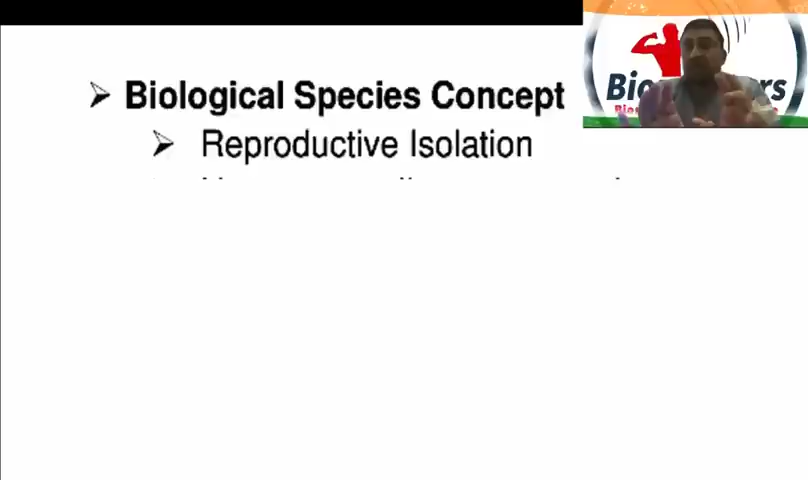 ➢ Biological Species Concept
➢ Reproductive Isolation